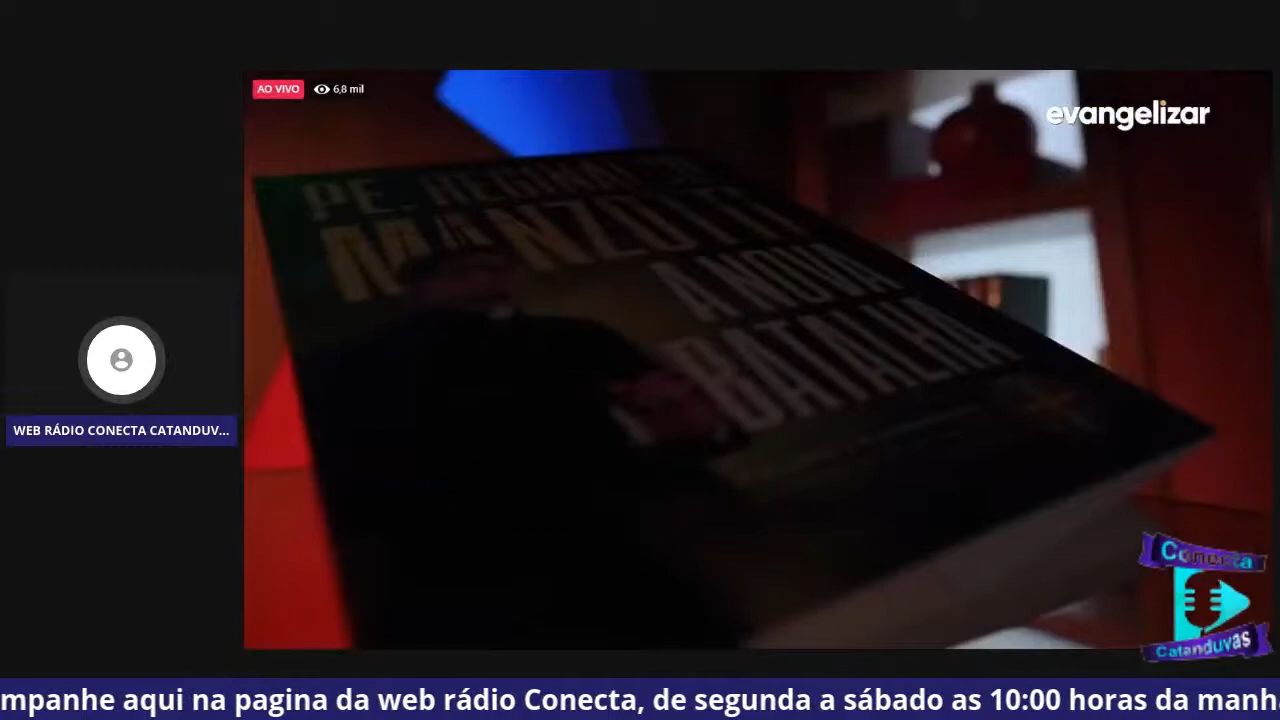 AO VIVO 6,8 mil
evangelizar
PE. REGINALDO
MANZOTTI
A NOVA
BATALHA
WEB RÁDIO CONECTA CATANDUV...
Conecta
Catanduvas
mpanhe aqui na pagina da web rádio Conecta, de segunda a sábado as 10:00 horas da manh